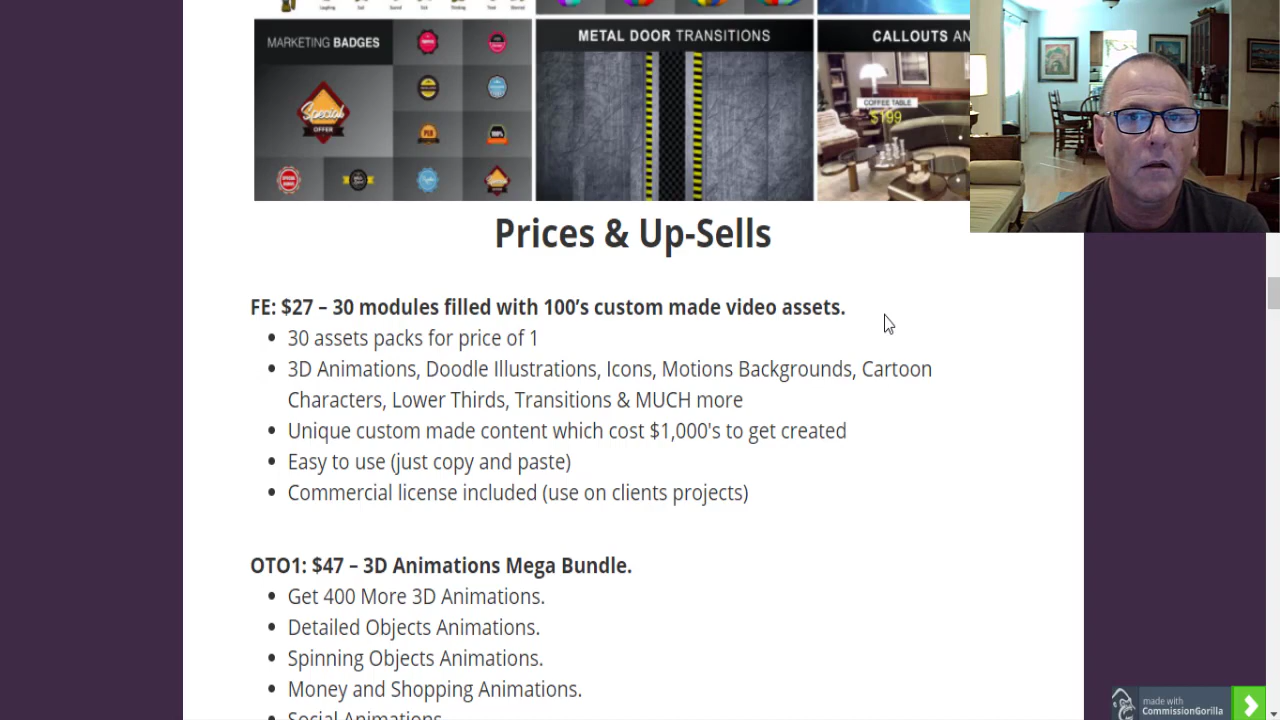 MARKETING BADGES
METAL DOOR TRANSITIONS
CALLOUTS AN
Special
OFFER
COFFEE TABLE
$199
100%
Prices & Up-Sells
FE: $27 – 30 modules filled with 100’s custom made video assets.
30 assets packs for price of 1
3D Animations, Doodle Illustrations, Icons, Motions Backgrounds, Cartoon
Characters, Lower Thirds, Transitions & MUCH more
Unique custom made content which cost $1,000's to get created
Easy to use (just copy and paste)
Commercial license included (use on clients projects)
OTO1: $47 – 3D Animations Mega Bundle.
Get 400 More 3D Animations.
Detailed Objects Animations.
Spinning Objects Animations.
Money and Shopping Animations.
Social Animations
made with
CommissionGorilla